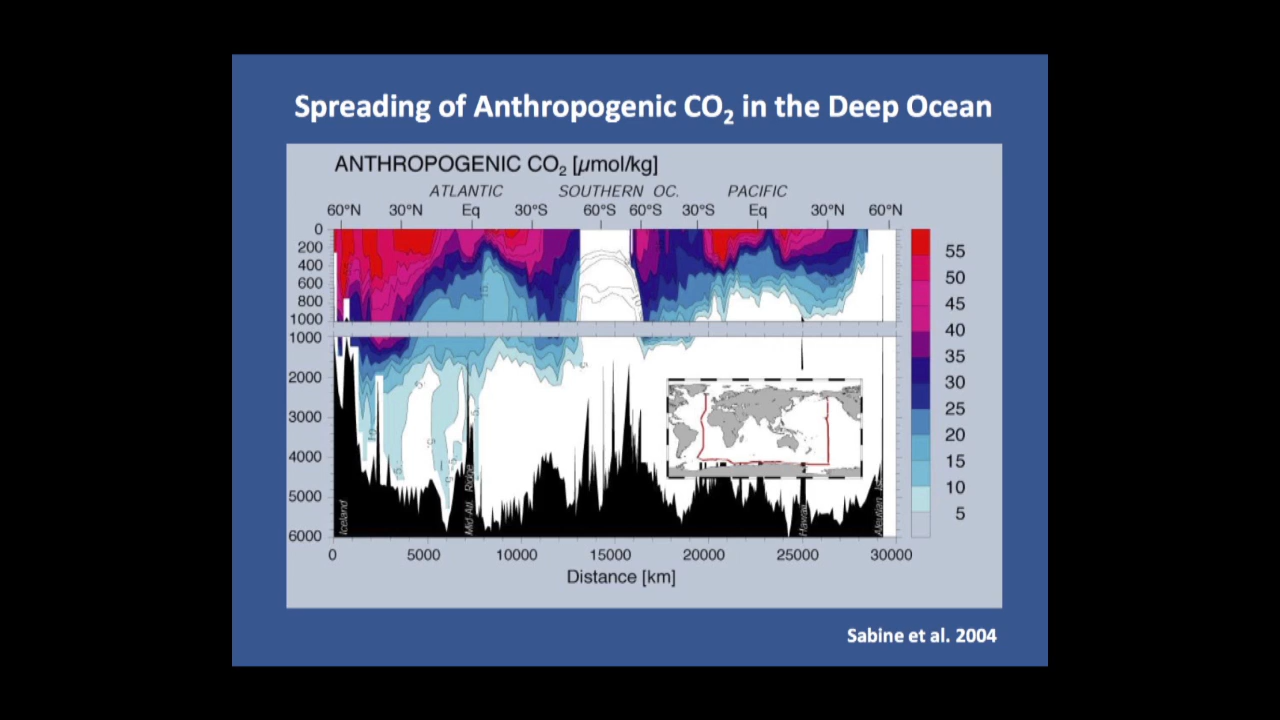 Spreading of Anthropogenic CO₂ in the Deep Ocean
ANTHROPOGENIC CO₂ [µmol/kg]
ATLANTIC SOUTHERN OC. PACIFIC
60°N 30°N Eq 30°S 60°S 60°S 30°S Eq 30°N 60°N
0
200
400
600
800
1000
1000
2000
3000
4000
5000
6000
55
50
45
40
35
30
25
20
15
10
5
Iceland
Mid Atl. Ridge
Hawaii
Aleutian Is.
0 5000 10000 15000 20000 25000 30000
Distance [km]
Sabine et al. 2004